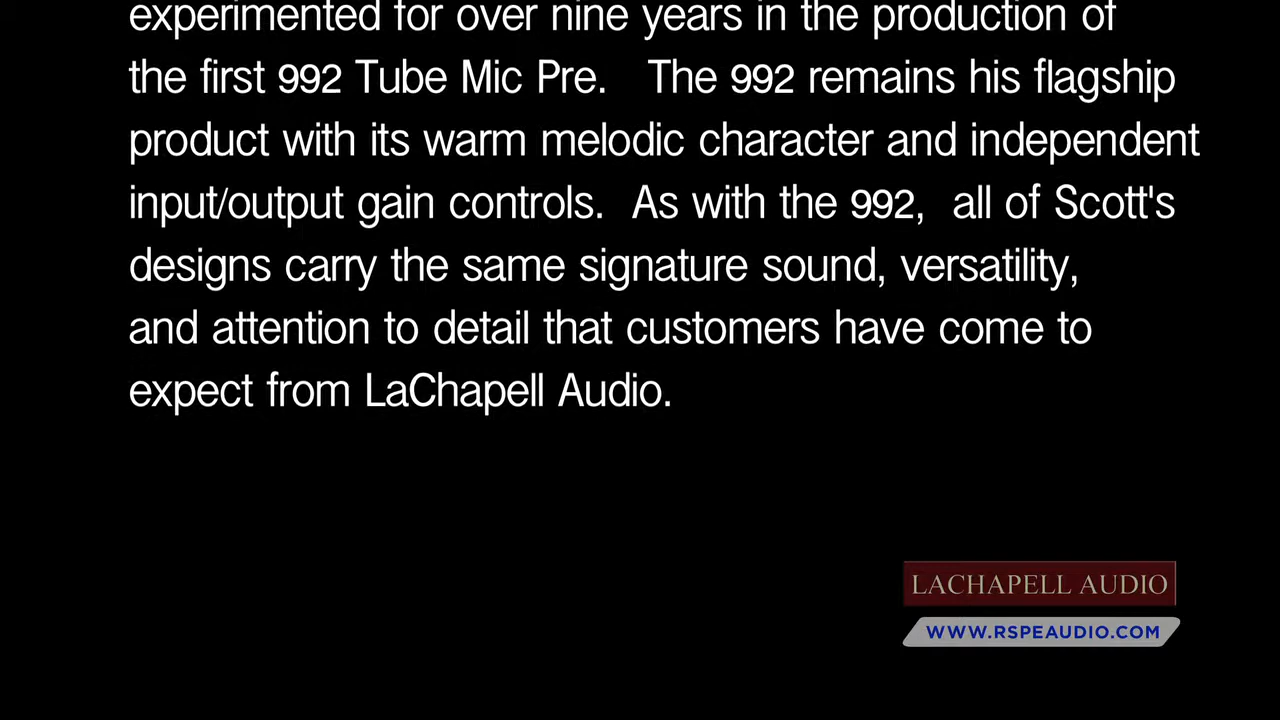 experimented for over nine years in the production of
the first 992 Tube Mic Pre.   The 992 remains his flagship
product with its warm melodic character and independent
input/output gain controls.  As with the 992,  all of Scott's
designs carry the same signature sound, versatility,
and attention to detail that customers have come to
expect from LaChapell Audio.
LACHAPELL AUDIO
WWW.RSPEAUDIO.COM